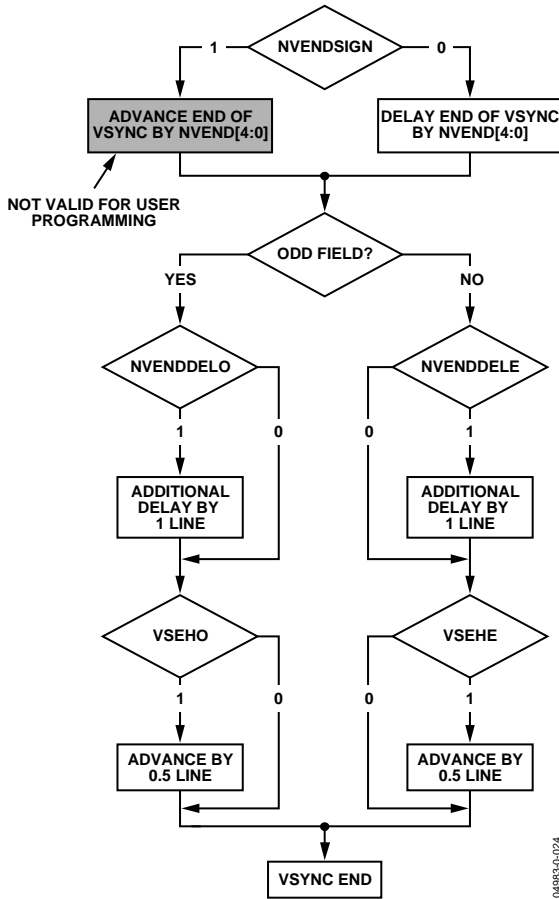 NVENDSIGN
1
0
ADVANCE END OF
VSYNC BY NVEND[4:0]
DELAY END OF VSYNC
BY NVEND[4:0]
NOT VALID FOR USER
PROGRAMMING
ODD FIELD?
YES
NO
NVENDDELO
NVENDDELE
1
0
0
1
ADDITIONAL
DELAY BY
1 LINE
ADDITIONAL
DELAY BY
1 LINE
VSEHO
VSEHE
1
0
0
1
ADVANCE BY
0.5 LINE
ADVANCE BY
0.5 LINE
VSYNC END
04983-0-024